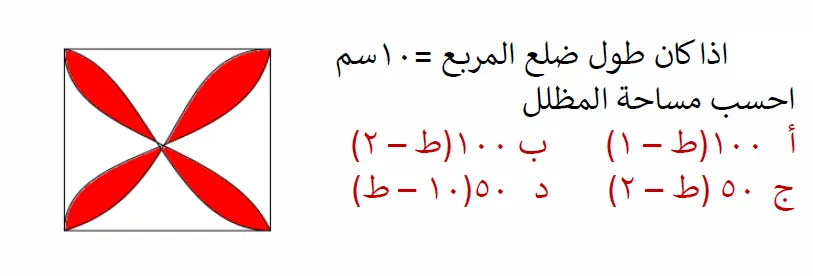 اذا كان طول ضلع المربع =١٠سم
احسب مساحة المظلل
أ ١٠٠(ط – ١) ب ١٠٠(ط – ٢)
ج ٥٠ (ط – ٢) د ٥٠(١٠ – ط)